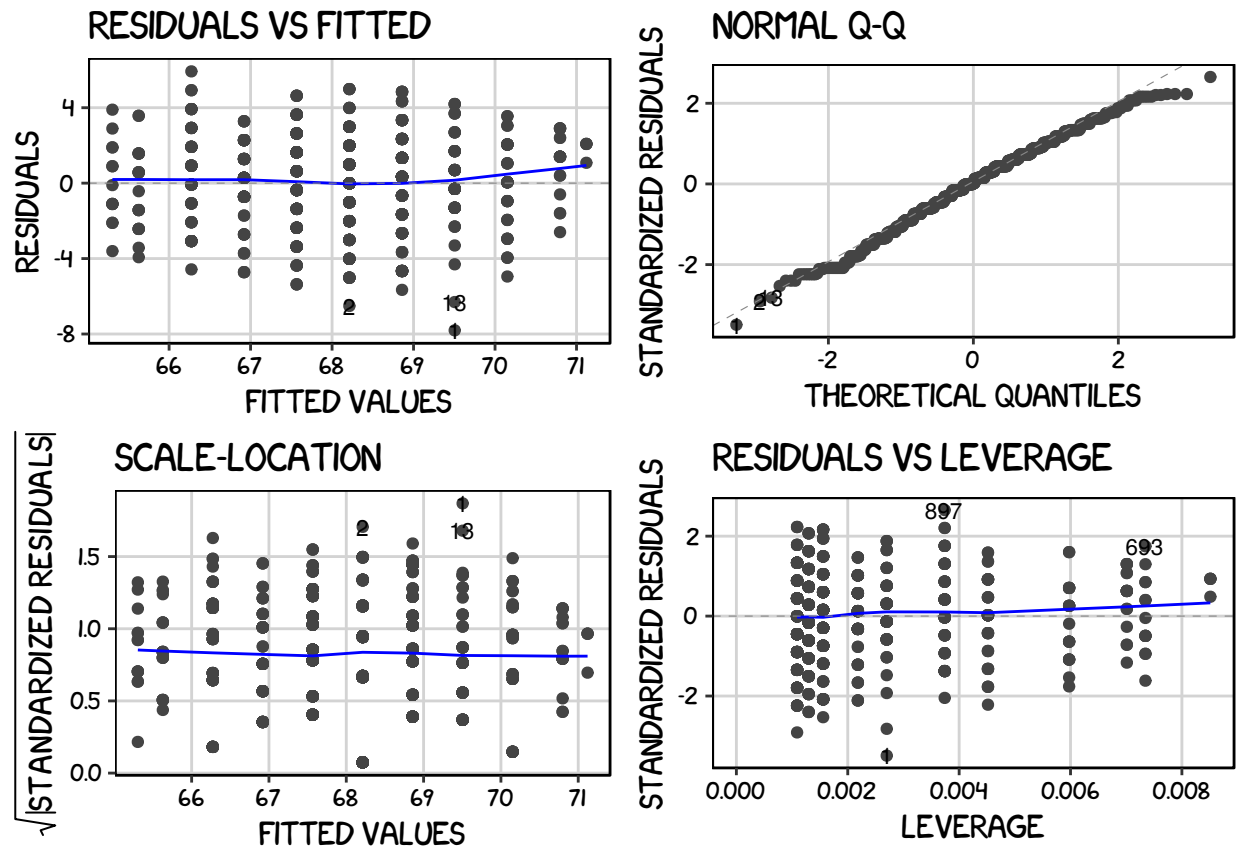 RESIDUALS VS FITTED
RESIDUALS
4
0
-4
-8
2
13
1
66 67 68 69 70 71
FITTED VALUES
NORMAL Q-Q
STANDARDIZED RESIDUALS
2
0
-2
2
13
1
-2 0 2
THEORETICAL QUANTILES
SCALE-LOCATION
√|STANDARDIZED RESIDUALS|
1.5
1.0
0.5
0.0
2
1
13
66 67 68 69 70 71
FITTED VALUES
RESIDUALS VS LEVERAGE
STANDARDIZED RESIDUALS
2
0
-2
897
693
1
0.000 0.002 0.004 0.006 0.008
LEVERAGE